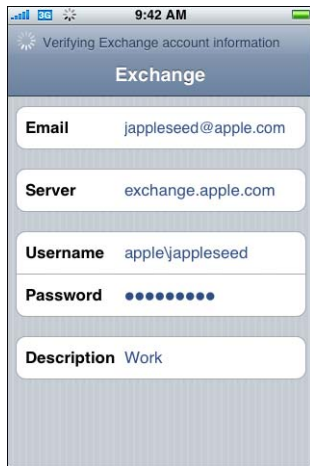 3G 9:42 AM
Verifying Exchange account information
Exchange
Email jappleseed@apple.com
Server exchange.apple.com
Username apple\jappleseed
Password ●●●●●●●●●
Description Work